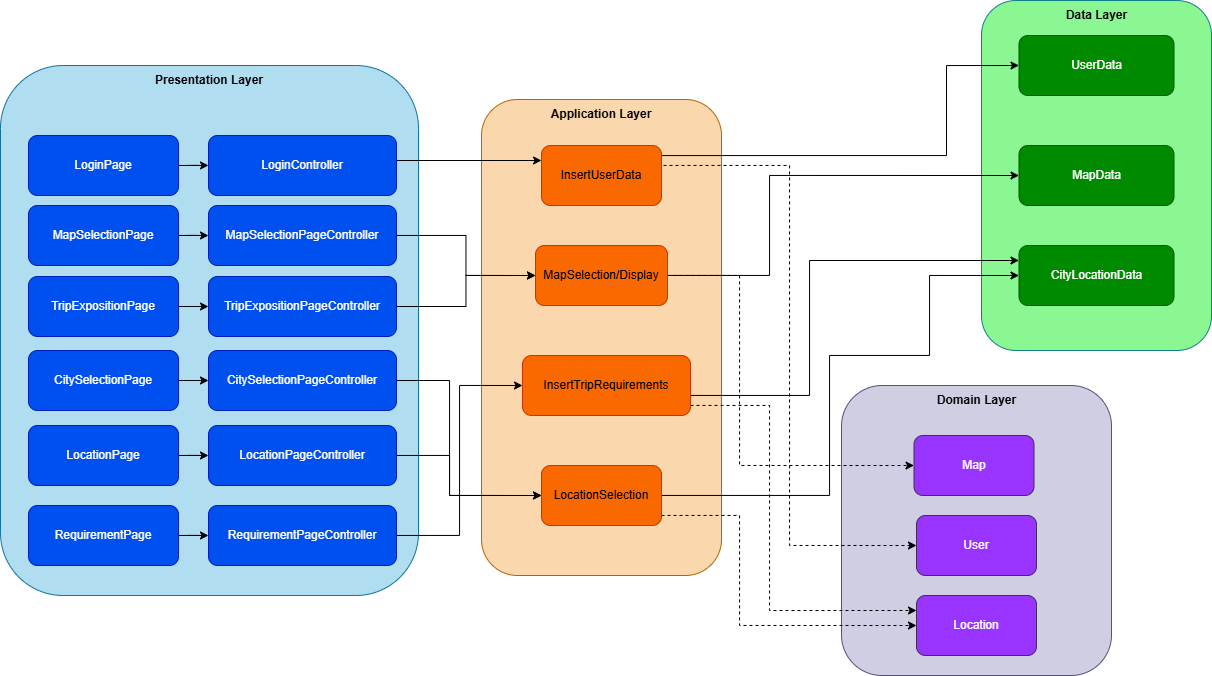 Presentation Layer
LoginPage
LoginController
MapSelectionPage
MapSelectionPageController
TripExpositionPage
TripExpositionPageController
CitySelectionPage
CitySelectionPageController
LocationPage
LocationPageController
RequirementPage
RequirementPageController
Application Layer
InsertUserData
MapSelection/Display
InsertTripRequirements
LocationSelection
Data Layer
UserData
MapData
CityLocationData
Domain Layer
Map
User
Location